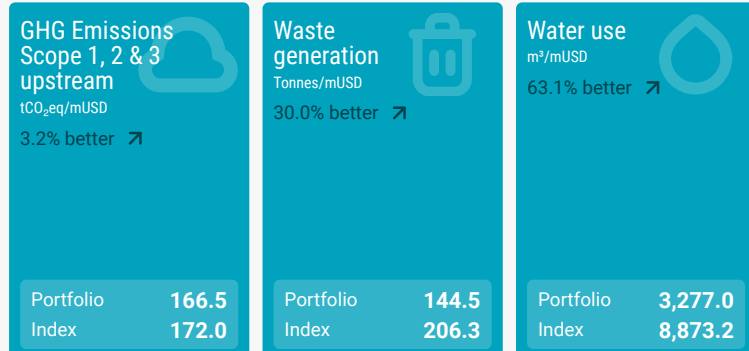 GHG Emissions
Scope 1, 2 & 3
upstream
tCO₂eq/mUSD
3.2% better
Portfolio 166.5
Index 172.0
Waste
generation
Tonnes/mUSD
30.0% better
Portfolio 144.5
Index 206.3
Water use
m³/mUSD
63.1% better
Portfolio 3,277.0
Index 8,873.2